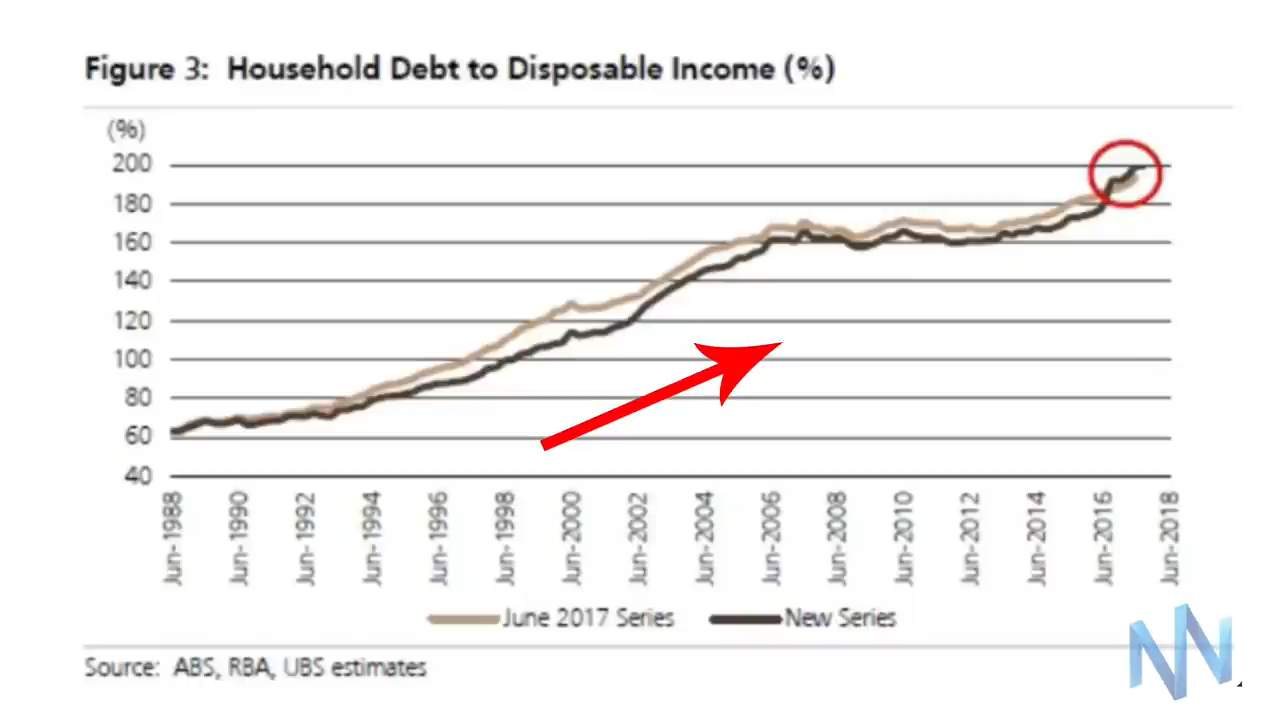 Figure 3: Household Debt to Disposable Income (%)
(%)
200
180
160
140
120
100
80
60
40
Jun-1988
Jun-1990
Jun-1992
Jun-1994
Jun-1996
Jun-1998
Jun-2000
Jun-2002
Jun-2004
Jun-2006
Jun-2008
Jun-2010
Jun-2012
Jun-2014
Jun-2016
Jun-2018
June 2017 Series
New Series
Source: ABS, RBA, UBS estimates